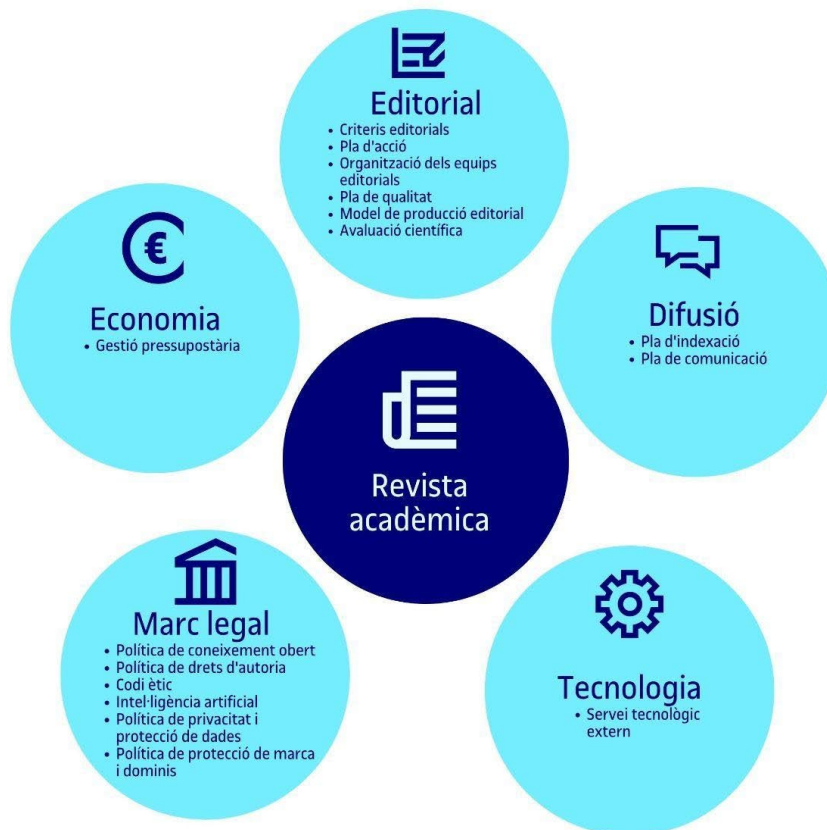 Editorial
• Criteris editorials
• Pla d'acció
• Organització dels equips
editorials
• Pla de qualitat
• Model de producció editorial
• Avaluació científica
€
Economia
• Gestió pressupostària
Difusió
• Pla d'indexació
• Pla de comunicació
Revista
acadèmica
Marc legal
• Política de coneixement obert
• Política de drets d'autoria
• Codi ètic
• Intel·ligència artificial
• Política de privacitat i
protecció de dades
• Política de protecció de marca
i dominis
Tecnologia
• Servei tecnològic
extern